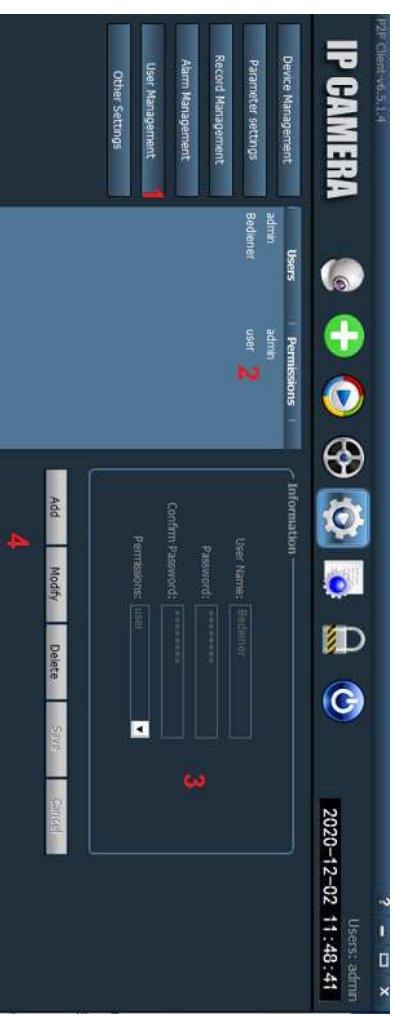 P2P Client-v6.5.1.4
? - □ x
IP CAMERA
Users: admin
2020-12-02 11:48:41
Device Management
Parameter settings
Record Management
Alarm Management
User Management
Other Settings
1
Users Permissions
admin admin
Bediener user
2
Information
User Name: Bediener
Password: ********
Confirm Password: ********
Permissions: user
3
Add Modify Delete Save Cancel
4